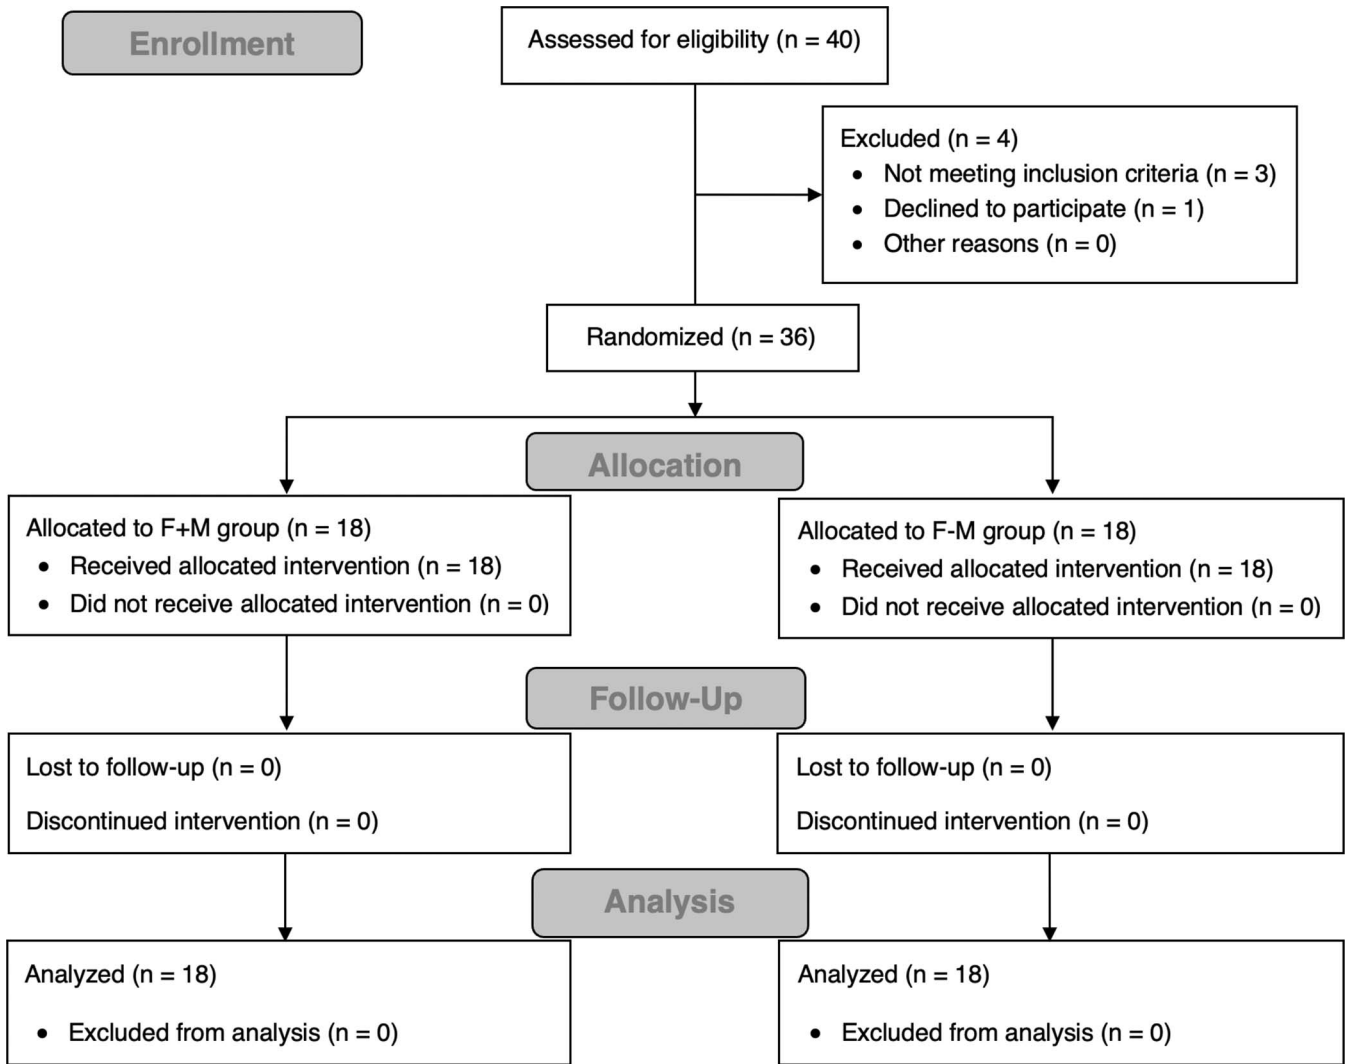 Enrollment
Assessed for eligibility (n = 40)
Excluded (n = 4)
• Not meeting inclusion criteria (n = 3)
• Declined to participate (n = 1)
• Other reasons (n = 0)
Randomized (n = 36)
Allocation
Allocated to F+M group (n = 18)
• Received allocated intervention (n = 18)
• Did not receive allocated intervention (n = 0)
Allocated to F-M group (n = 18)
• Received allocated intervention (n = 18)
• Did not receive allocated intervention (n = 0)
Follow-Up
Lost to follow-up (n = 0)
Discontinued intervention (n = 0)
Lost to follow-up (n = 0)
Discontinued intervention (n = 0)
Analysis
Analyzed (n = 18)
• Excluded from analysis (n = 0)
Analyzed (n = 18)
• Excluded from analysis (n = 0)